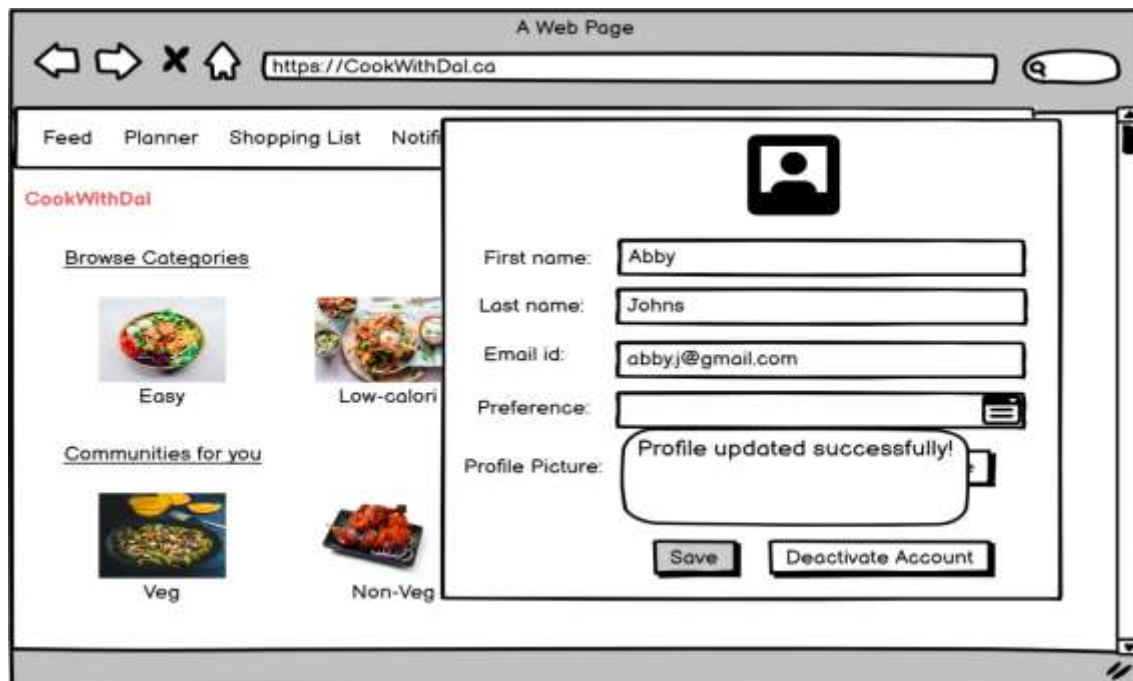 A Web Page
https://CookWithDal.ca
Feed Planner Shopping List Notifi
CookWithDal
Browse Categories
Easy
Low-calori
Communities for you
Veg
Non-Veg
First name: Abby
Last name: Johns
Email id: abby.j@gmail.com
Preference:
Profile Picture:
Profile updated successfully!
Save
Deactivate Account